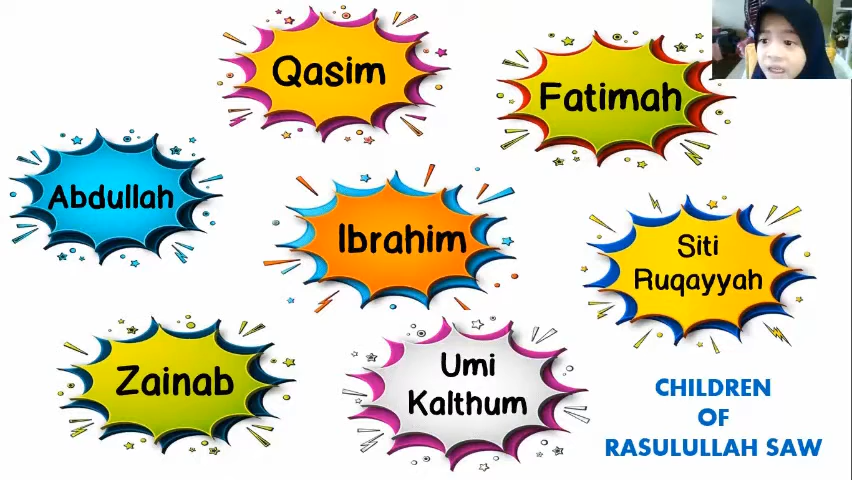 Qasim
Fatimah
Abdullah
Ibrahim
Siti
Ruqayyah
Zainab
Umi
Kalthum
CHILDREN
OF
RASULULLAH SAW